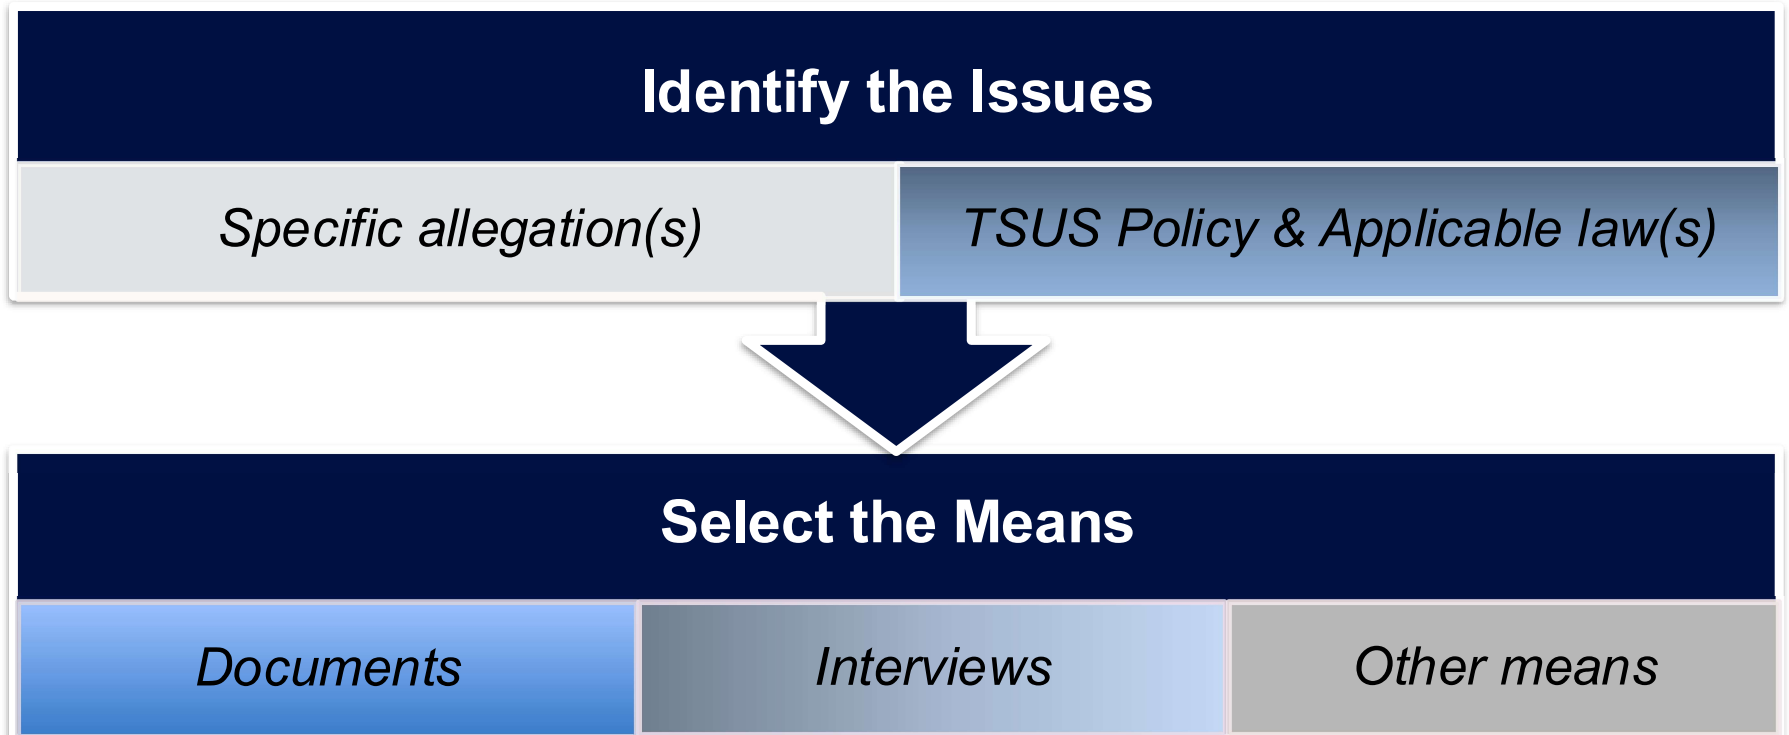 Identify the Issues
Specific allegation(s)
TSUS Policy & Applicable law(s)
Select the Means
Documents
Interviews
Other means